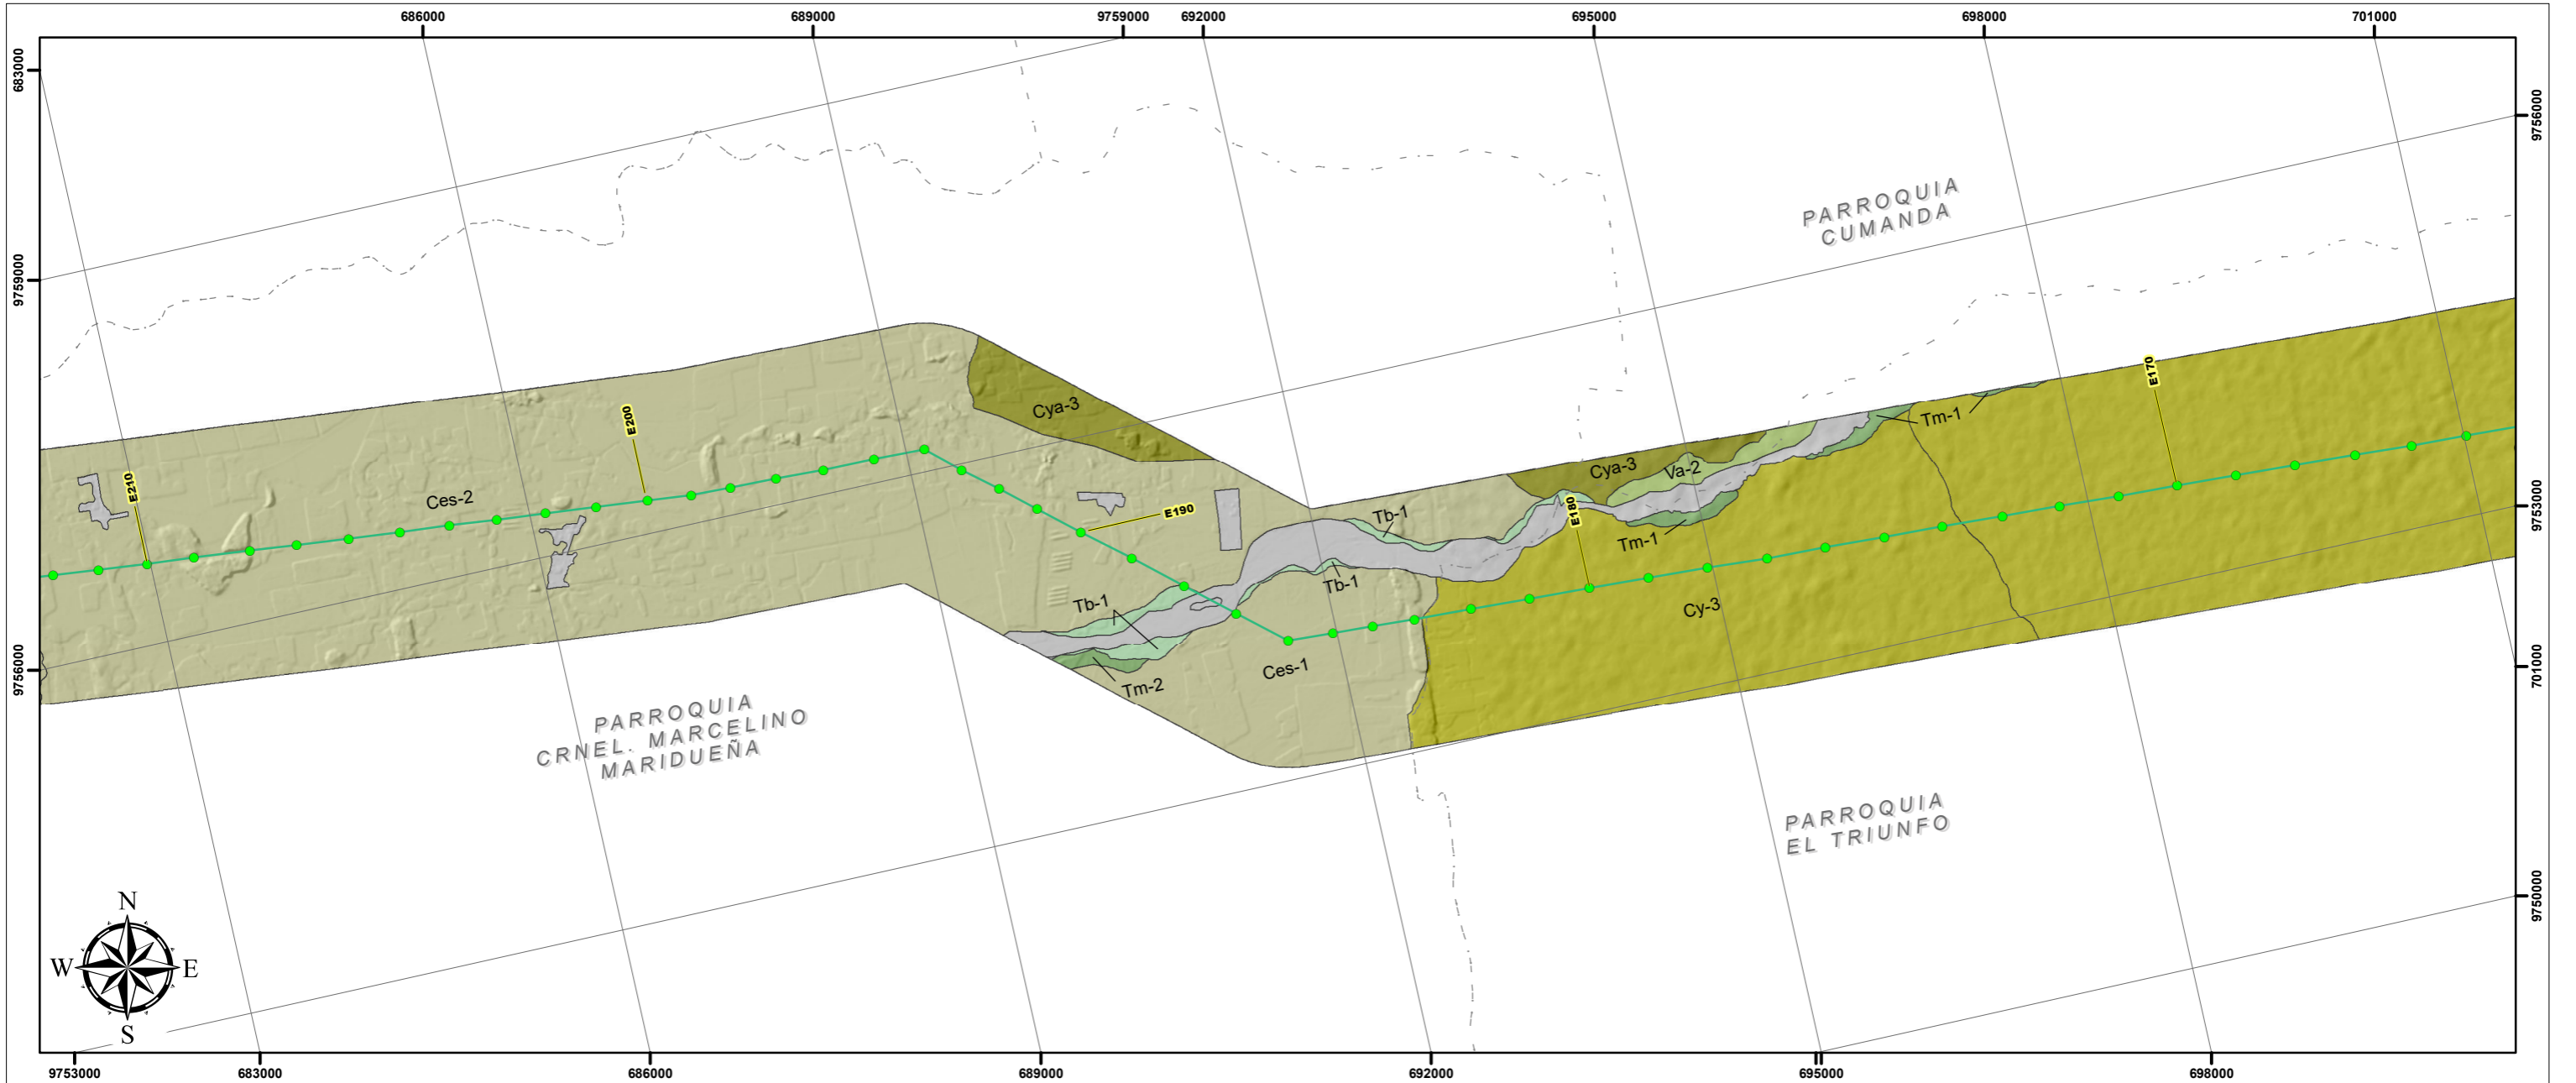 686000
689000
9759000
692000
695000
698000
701000
683000
9756000
PARROQUIA
CUMANDA
9759000
E170
E200
Cya-3
Tm-1
Cya-3
Va-2
E210
Ces-2
E190
E180
Tb-1
Tm-1
9753000
Tb-1
Tb-1
Cy-3
Ces-1
Tm-2
9756000
701000
PARROQUIA
CRNEL. MARCELINO
MARIDUEÑA
PARROQUIA
EL TRIUNFO
9750000
N
W
E
S
9753000
683000
686000
689000
692000
695000
698000